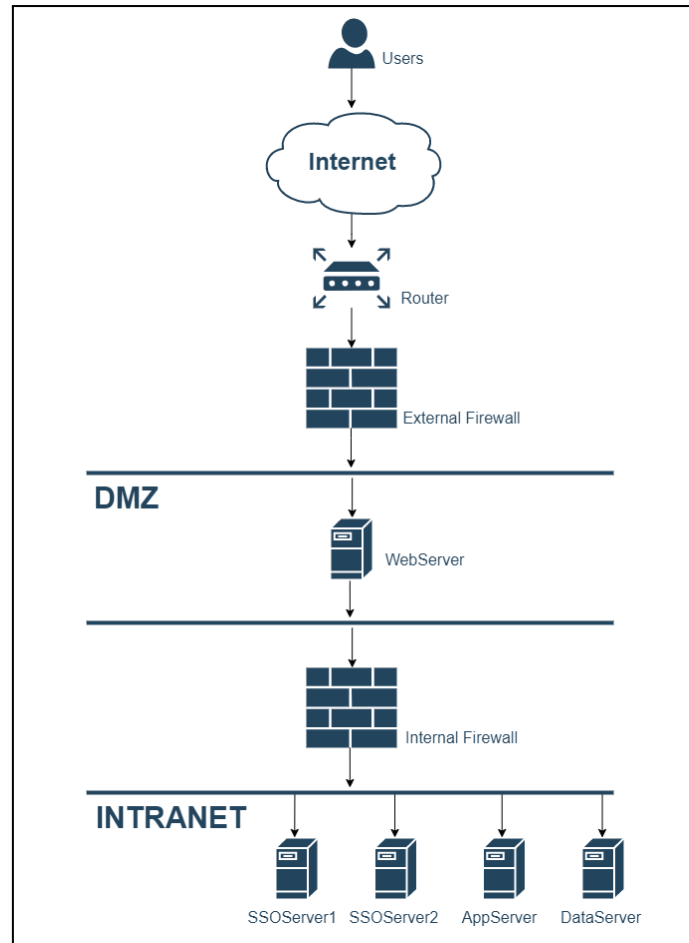 Users
Internet
Router
External Firewall
DMZ
WebServer
Internal Firewall
INTRANET
SSOServer1 SSOServer2 AppServer DataServer